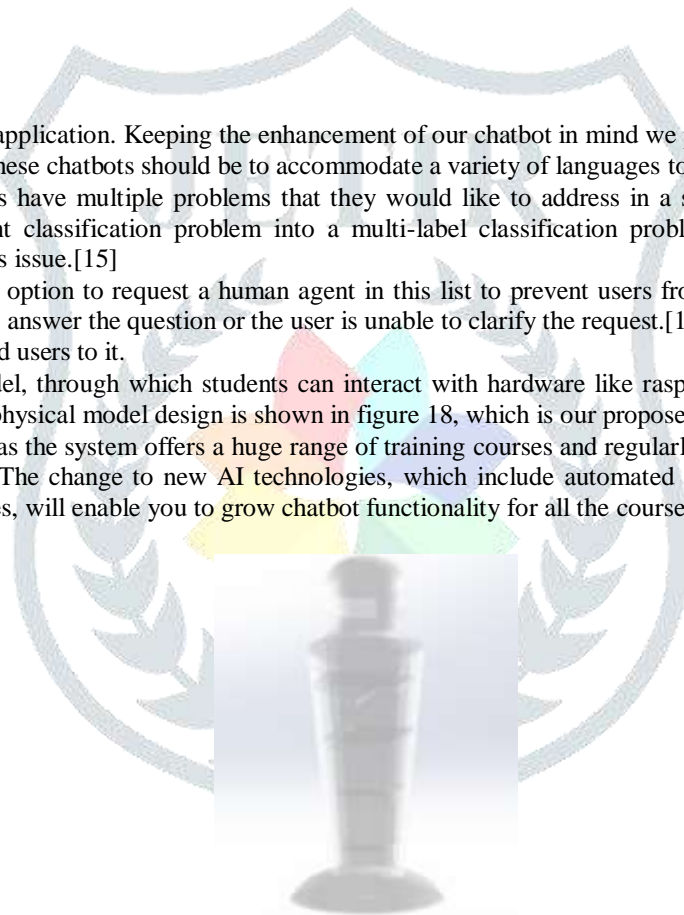 JETIR
application. Keeping the enhancement of our chatbot in mind we
hese chatbots should be to accommodate a variety of languages to
s have multiple problems that they would like to address in a s
nt classification problem into a multi-label classification probl
s issue.[15]
option to request a human agent in this list to prevent users fro
answer the question or the user is unable to clarify the request.[1
d users to it.
del, through which students can interact with hardware like rasp
physical model design is shown in figure 18, which is our propose
as the system offers a huge range of training courses and regularl
The change to new AI technologies, which include automated
es, will enable you to grow chatbot functionality for all the course